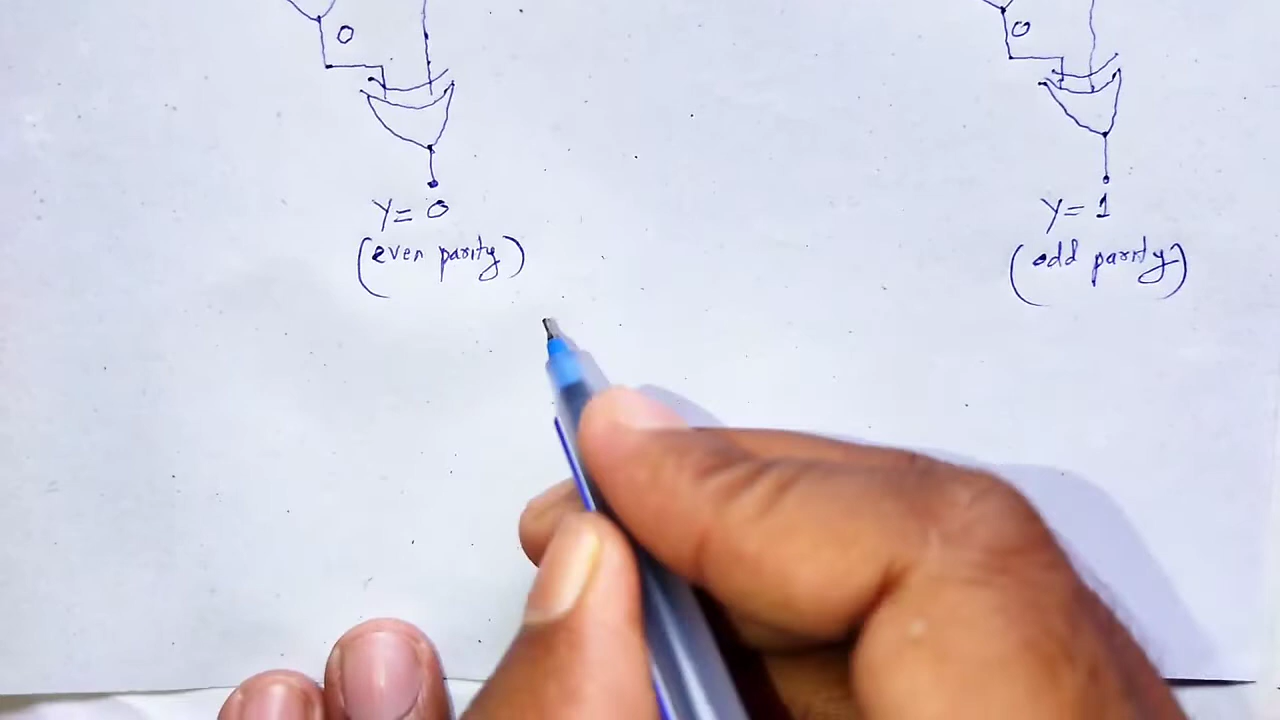 0
0
Y = 0
(even parity)
Y = 1
(odd parity)